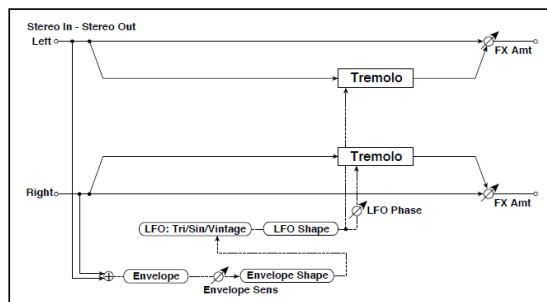 Stereo In - Stereo Out
Left
FX Amt
Tremolo
Tremolo
Right
FX Amt
LFO Phase
LFO: Tri/Sin/Vintage
LFO Shape
Envelope
Envelope Sens
Envelope Shape